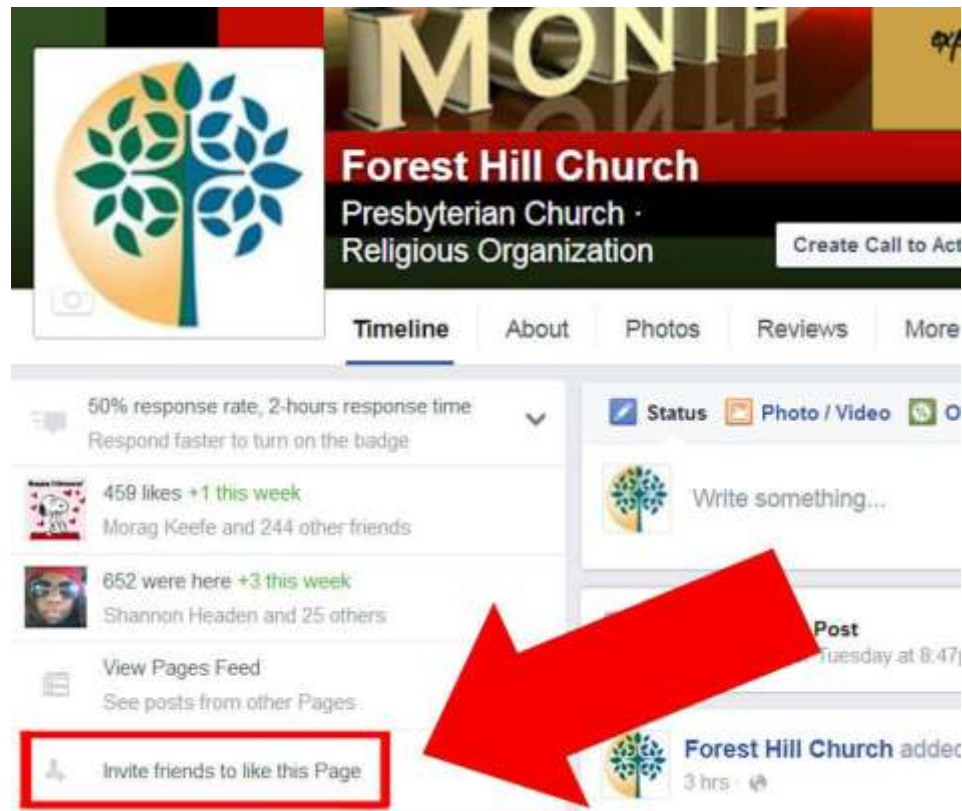 MONTH
Forest Hill Church
Presbyterian Church ·
Religious Organization
Timeline About Photos Reviews More
50% response rate, 2-hours response time
Respond faster to turn on the badge
459 likes +1 this week
Morag Keefe and 244 other friends
652 were here +3 this week
Shannon Headen and 25 others
View Pages Feed
See posts from other Pages
Invite friends to like this Page
Create Call to Act
Status Photo / Video O
Write something...
Post
Tuesday at 8:47p
Forest Hill Church added
3 hrs ·